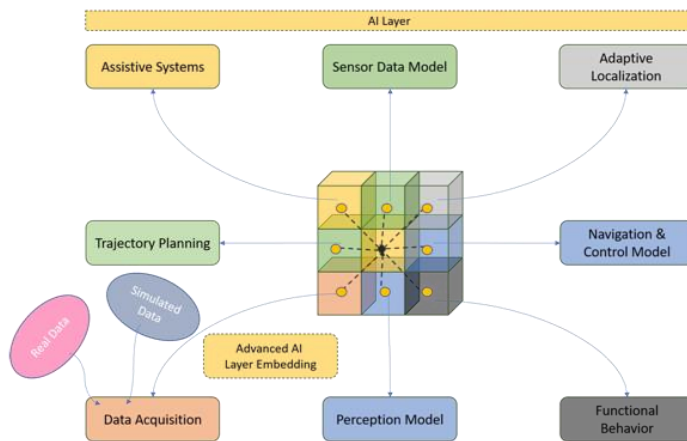 AI Layer
Assistive Systems
Sensor Data Model
Adaptive
Localization
Trajectory Planning
Navigation &
Control Model
Real Data
Simulated
Data
Advanced AI
Layer Embedding
Data Acquisition
Perception Model
Functional
Behavior